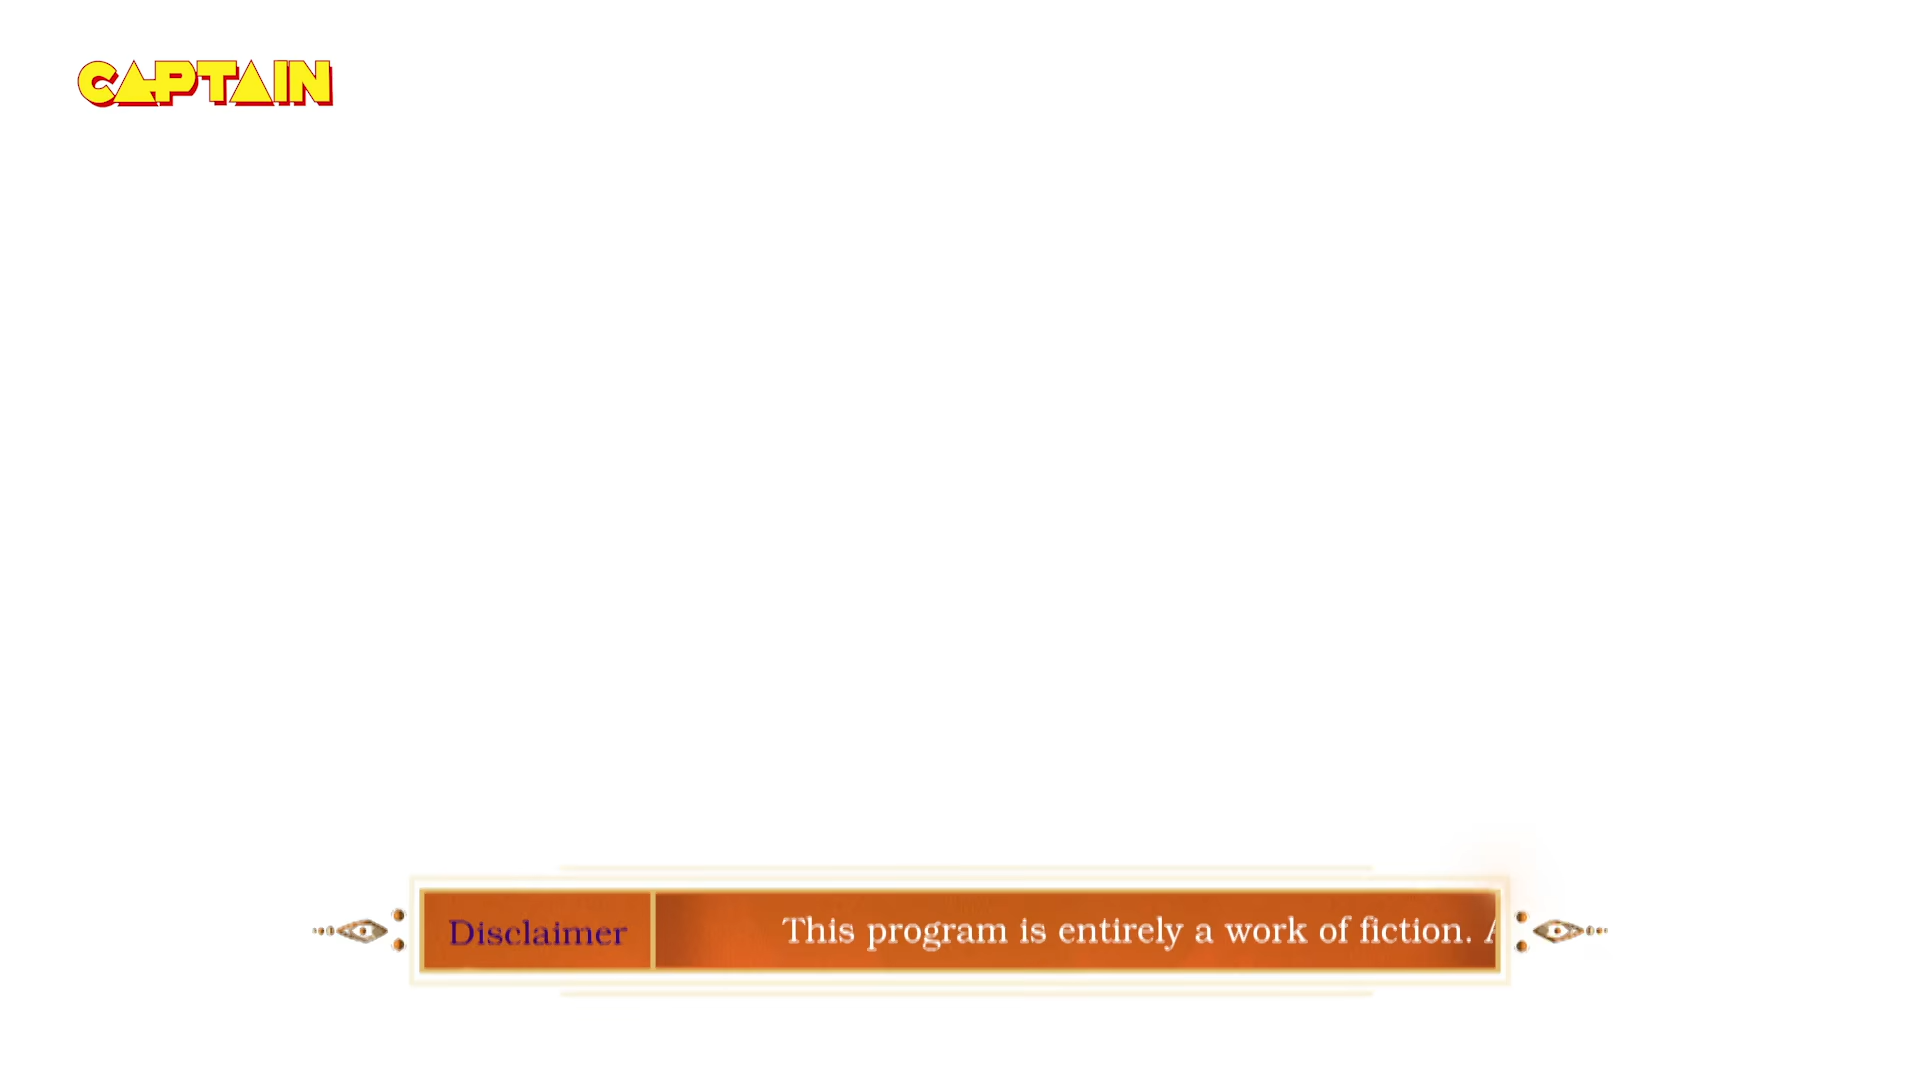 CAPTAIN
Disclaimer
This program is entirely a work of fiction. A